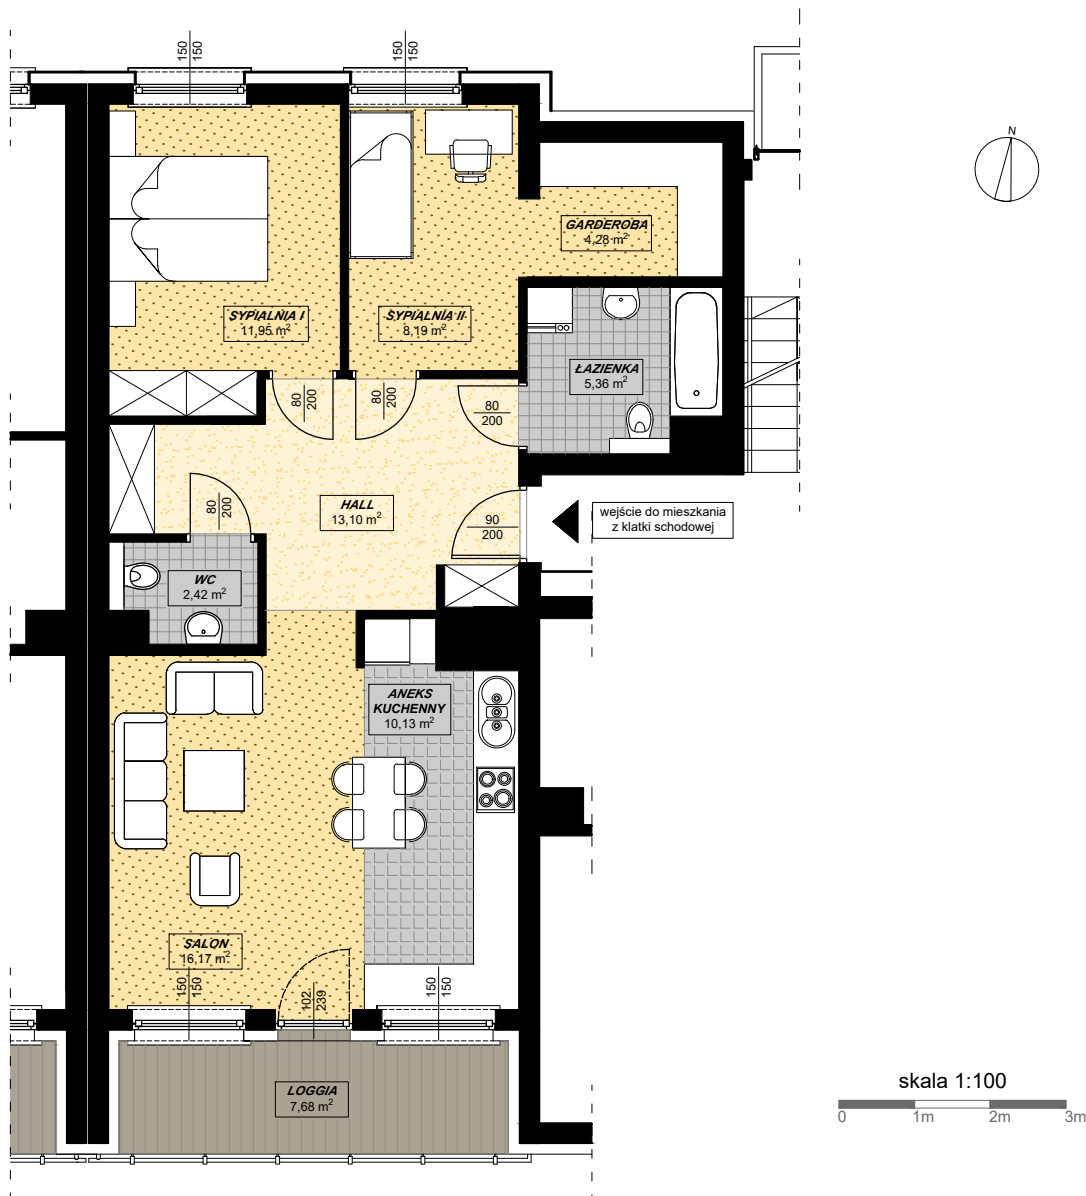 150
150
150
150
N
GARDEROBA
4,28 m²
SYPIALNIA I
11,95 m²
SYPIALNIA II
8,19 m²
ŁAZIENKA
5,36 m²
80
200
80
200
80
200
HALL
13,10 m²
80
200
90
200
wejście do mieszkania
z klatki schodowej
WC
2,42 m²
ANEKS
KUCHENNY
10,13 m²
SALON
16,17 m²
150
150
102
239
150
150
LOGGIA
7,68 m²
skala 1:100
0 1m 2m 3m